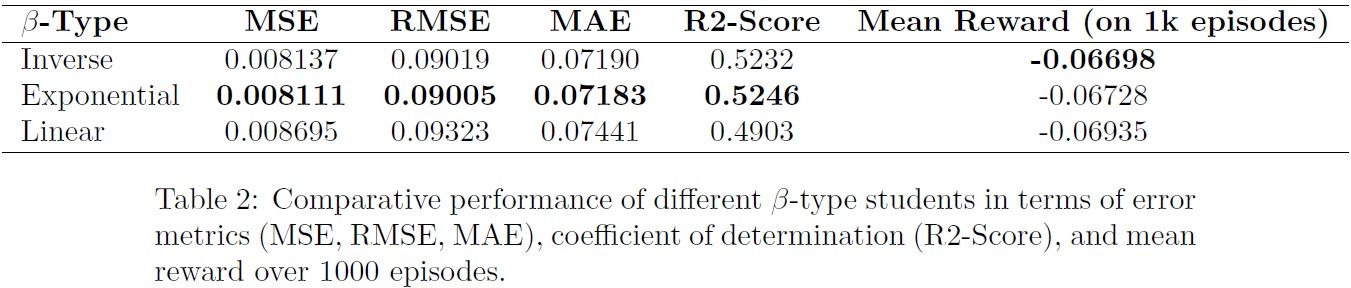 β-Type MSE RMSE MAE R2-Score Mean Reward (on 1k episodes)
Inverse 0.008137 0.09019 0.07190 0.5232 -0.06698
Exponential 0.008111 0.09005 0.07183 0.5246 -0.06728
Linear 0.008695 0.09323 0.07441 0.4903 -0.06935
Table 2: Comparative performance of different β-type students in terms of error
metrics (MSE, RMSE, MAE), coefficient of determination (R2-Score), and mean
reward over 1000 episodes.